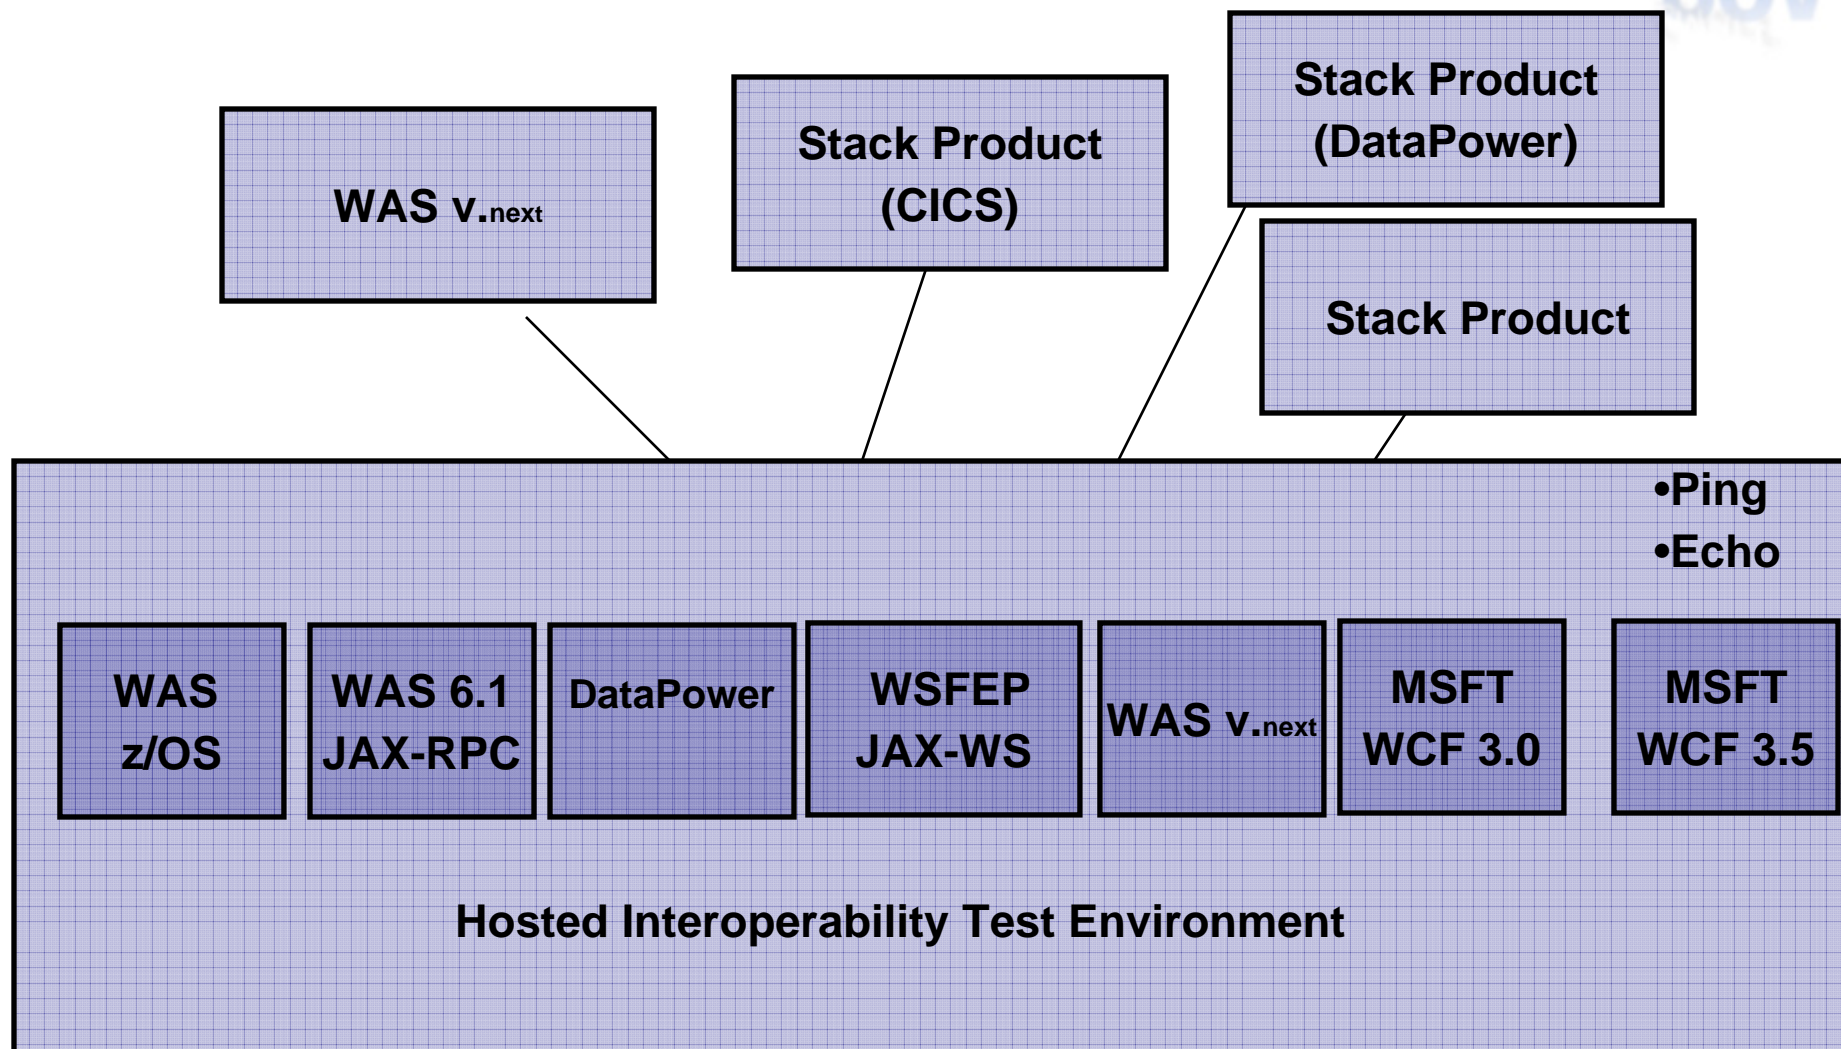 WAS v.next
Stack Product
(CICS)
Stack Product
(DataPower)
Stack Product
•Ping
•Echo
WAS
z/OS
WAS 6.1
JAX-RPC
DataPower
WSFEP
JAX-WS
WAS v.next
MSFT
WCF 3.0
MSFT
WCF 3.5
Hosted Interoperability Test Environment